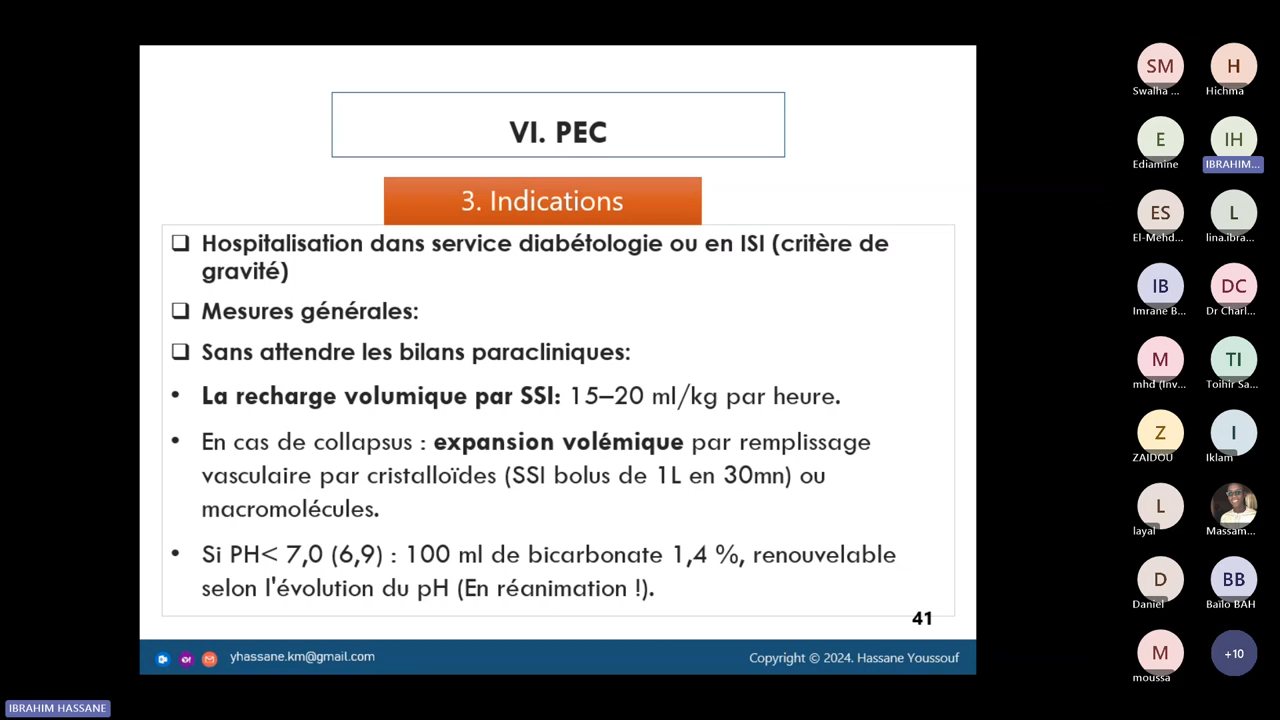 VI. PEC
3. Indications
❑ Hospitalisation dans service diabétologie ou en ISI (critère de
gravité)
❑ Mesures générales:
❑ Sans attendre les bilans paracliniques:
• La recharge volumique par SSI: 15–20 ml/kg par heure.
• En cas de collapsus : expansion volémique par remplissage
vasculaire par cristalloïdes (SSI bolus de 1L en 30mn) ou
macromolécules.
• Si PH< 7,0 (6,9) : 100 ml de bicarbonate 1,4 %, renouvelable
selon l'évolution du pH (En réanimation !).
41
yhassane.km@gmail.com
Copyright © 2024. Hassane Youssouf
SM
Swalha ...
H
Hichma
E
Ediamine
IH
IBRAHIM...
ES
El-Mehd...
L
lina.ibra...
IB
Imrane B...
DC
Dr Charl...
m
mhd (Inv...
TI
Toihir Sa...
Z
ZAIDOU
I
Iklam
L
layal
Massam...
D
Daniel
BB
Baïlo BAH
M
moussa
+10
IBRAHIM HASSANE